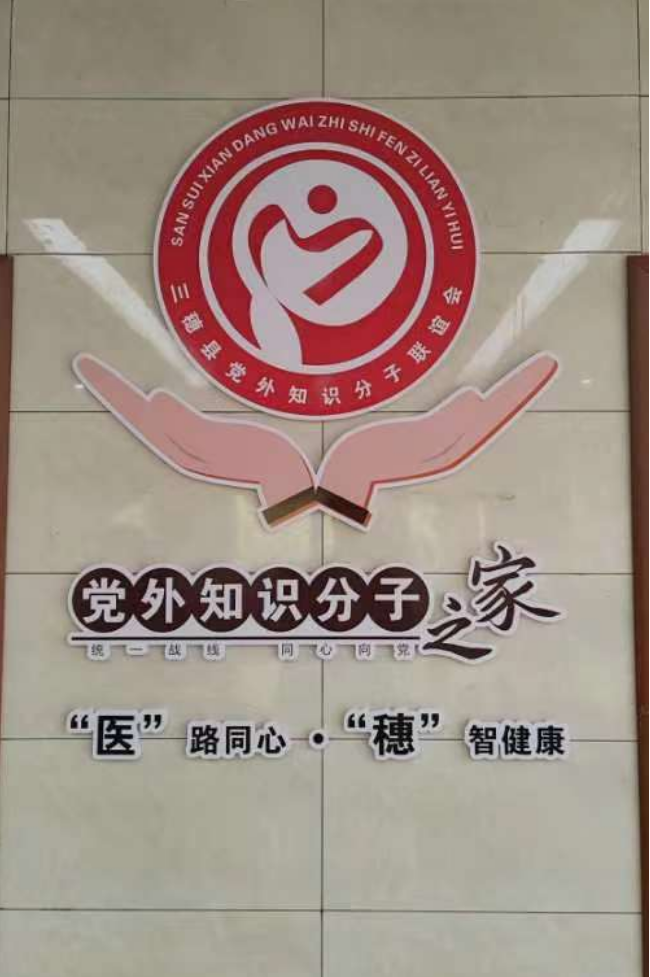 SAN SUI XIAN DANG WAI ZHI SHI FEN ZI LIAN YI HUI
三穗县党外知识分子联谊会
党外知识分子之家
统一战线 同心向党
“医”路同心·“穗”智健康